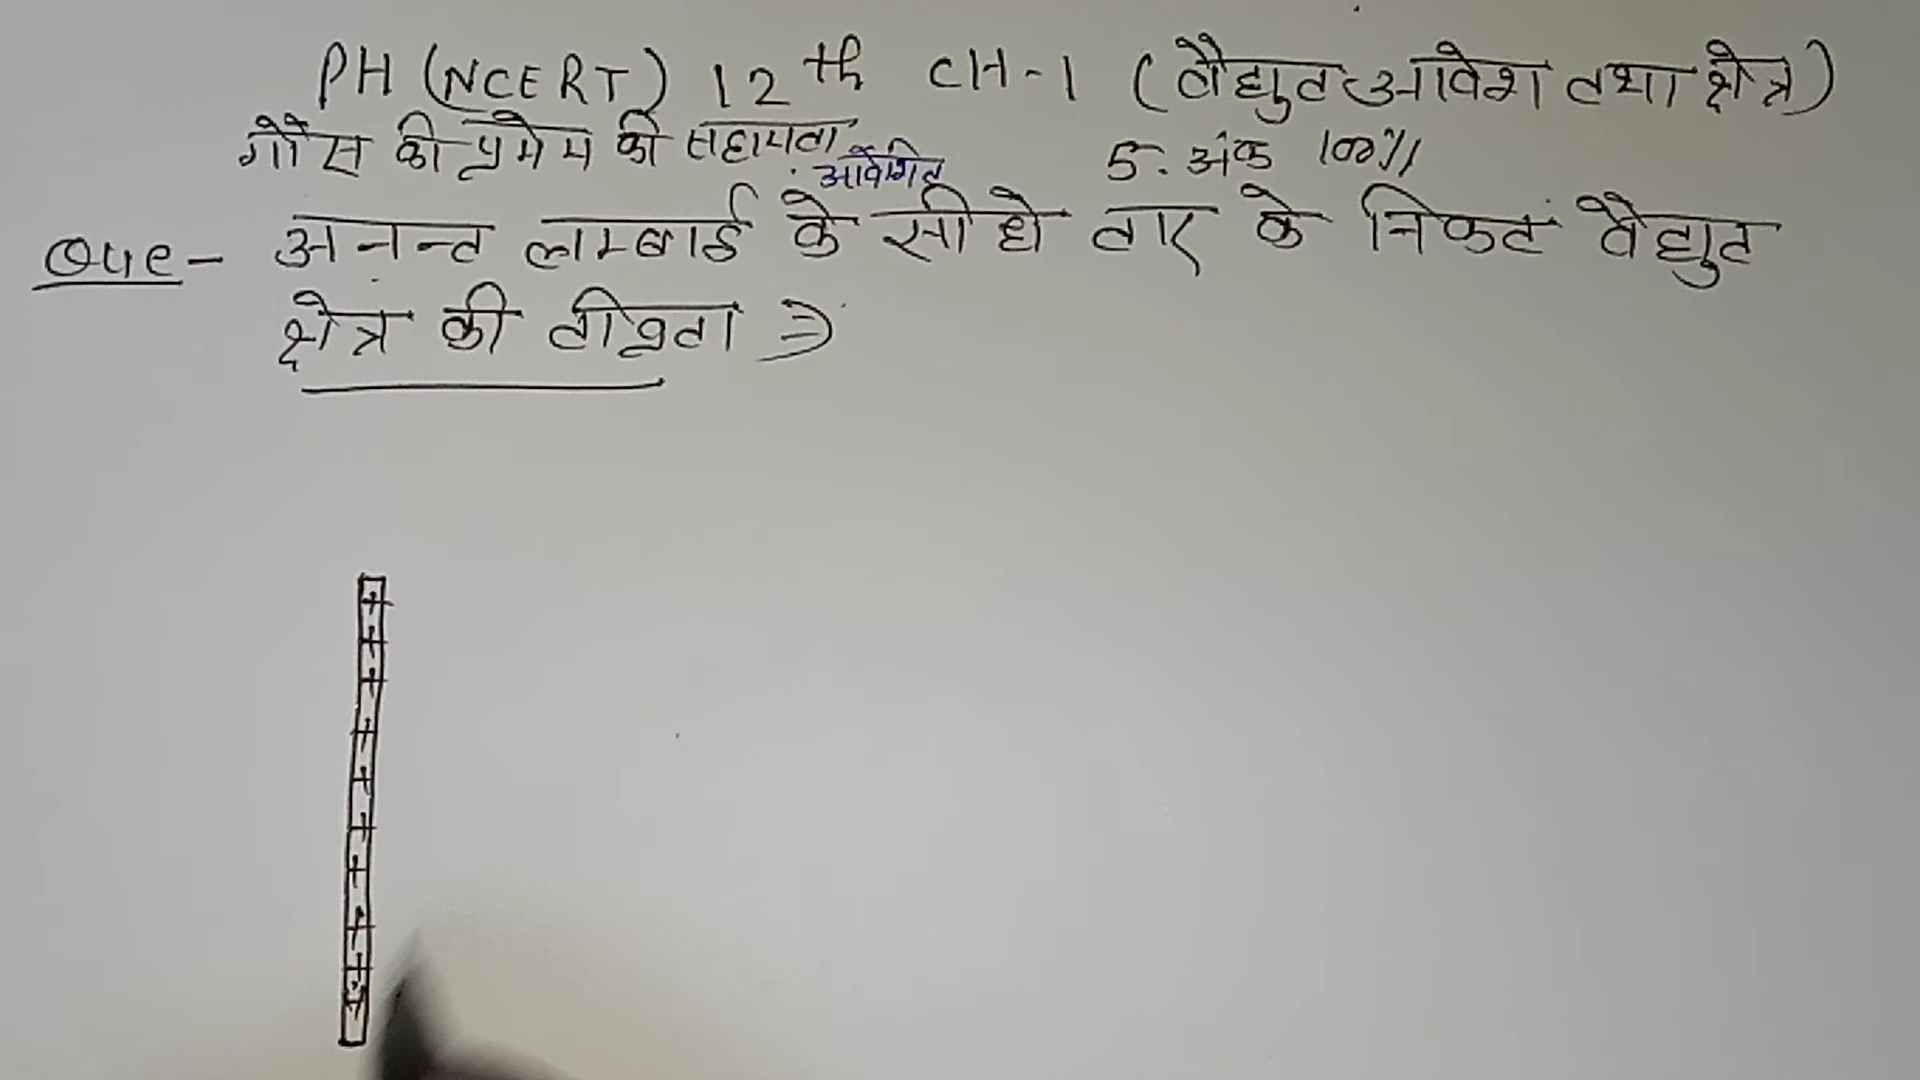 PH (NCERT) 12th CH-1 (वैद्युत आवेश तथा क्षेत्र)
गौस की प्रमेय की सहायता 5. अंक 100%
आवेशित
Que- अनन्त लम्बाई के सीधे तार के निकट वैद्युत
क्षेत्र की तीव्रता ⇒